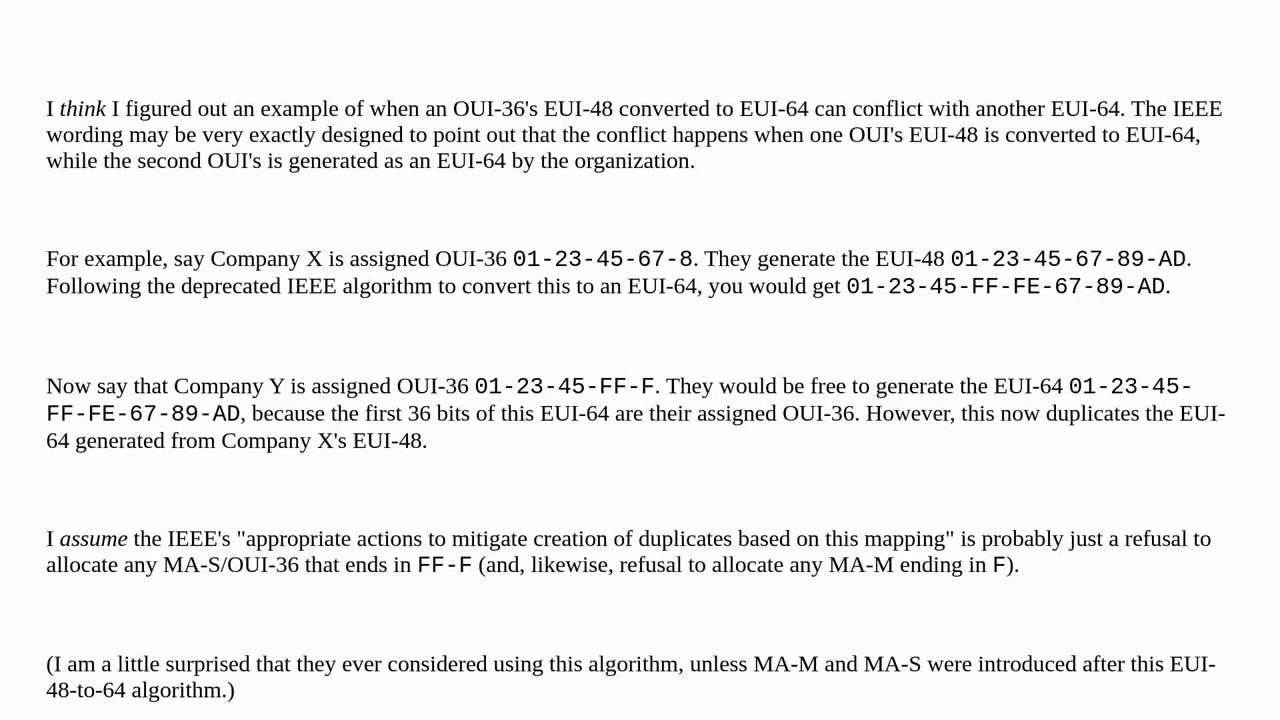 I think I figured out an example of when an OUI-36's EUI-48 converted to EUI-64 can conflict with another EUI-64. The IEEE
wording may be very exactly designed to point out that the conflict happens when one OUI's EUI-48 is converted to EUI-64,
while the second OUI's is generated as an EUI-64 by the organization.
For example, say Company X is assigned OUI-36 01-23-45-67-8. They generate the EUI-48 01-23-45-67-89-AD.
Following the deprecated IEEE algorithm to convert this to an EUI-64, you would get 01-23-45-FF-FE-67-89-AD.
Now say that Company Y is assigned OUI-36 01-23-45-FF-F. They would be free to generate the EUI-64 01-23-45-
FF-FE-67-89-AD, because the first 36 bits of this EUI-64 are their assigned OUI-36. However, this now duplicates the EUI-
64 generated from Company X's EUI-48.
I assume the IEEE's "appropriate actions to mitigate creation of duplicates based on this mapping" is probably just a refusal to
allocate any MA-S/OUI-36 that ends in FF-F (and, likewise, refusal to allocate any MA-M ending in F).
(I am a little surprised that they ever considered using this algorithm, unless MA-M and MA-S were introduced after this EUI-
48-to-64 algorithm.)